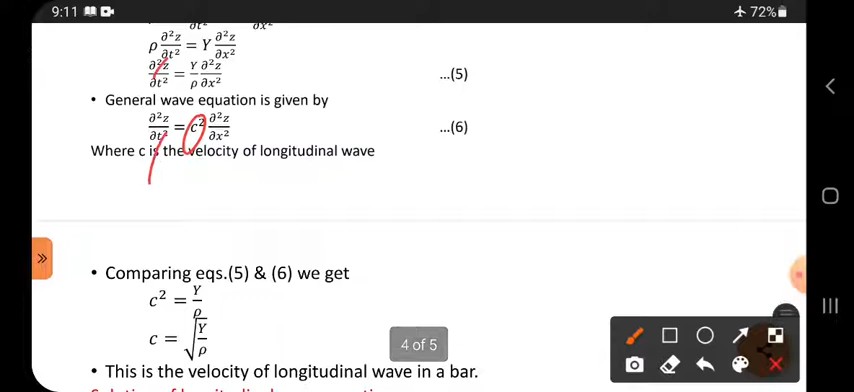 9:11 72%
ρ ∂²z/∂t² = Y ∂²z/∂x²
∂²z/∂t² = Y/ρ ∂²z/∂x² ...(5)
• General wave equation is given by
∂²z/∂t² = c² ∂²z/∂x² ...(6)
Where c is the velocity of longitudinal wave
• Comparing eqs.(5) & (6) we get
c² = Y/ρ
c = √(Y/ρ)
4 of 5
• This is the velocity of longitudinal wave in a bar.